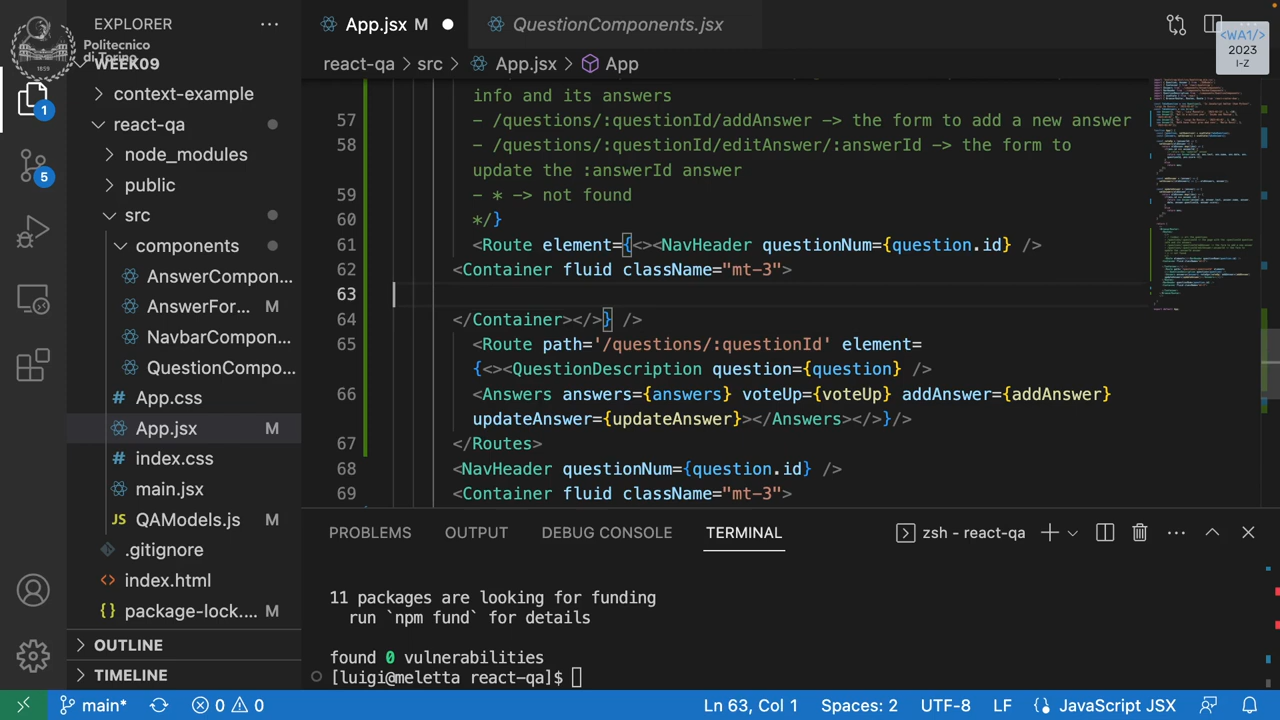 EXPLORER
Politecnico
di Torino
WEEK09
context-example
react-qa
node_modules
public
src
components
AnswerCompon...
AnswerFor... M
NavbarCompon...
QuestionCompo...
App.css
App.jsx M
index.css
main.jsx
QAModels.js M
.gitignore
index.html
package-lock.... M
OUTLINE
TIMELINE
1
5
App.jsx M
QuestionComponents.jsx
<WA1/>
2023
I-Z
react-qa > src > App.jsx > App
and its answers
57 - /questions/:questionId/addAnswer -> the form to add a new answer
58 - /questions/:questionId/editAnswer/:answerId -> the form to
update the :answerId answer
59 - * -> not found
60 */}
61 <Route element={<><NavHeader questionNum={question.id} />
62 <Container fluid className="mt-3">
63
64 </Container></>} />
65 <Route path='/questions/:questionId' element=
{<><QuestionDescription question={question} />
66 <Answers answers={answers} voteUp={voteUp} addAnswer={addAnswer}
updateAnswer={updateAnswer}></Answers></>}/>
67 </Routes>
68 <NavHeader questionNum={question.id} />
69 <Container fluid className="mt-3">
PROBLEMS OUTPUT DEBUG CONSOLE TERMINAL zsh - react-qa
11 packages are looking for funding
run `npm fund` for details
found 0 vulnerabilities
[luigi@meletta react-qa]$
main* 0 0 Ln 63, Col 1 Spaces: 2 UTF-8 LF JavaScript JSX